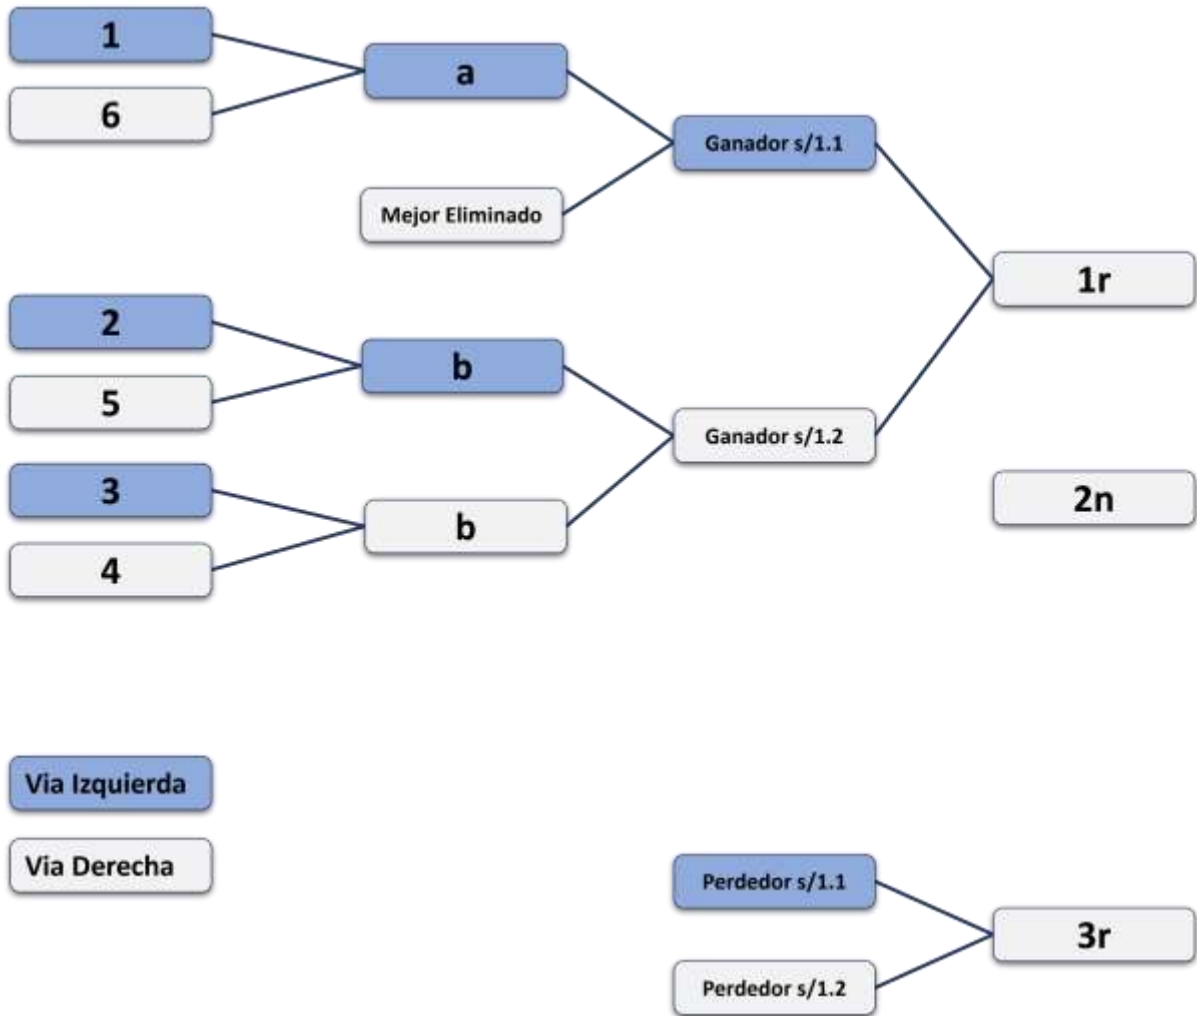 1
6
a
Mejor Eliminado
Ganador s/1.1
2
5
b
3
4
b
Ganador s/1.2
1r
2n
Via Izquierda
Via Derecha
Perdedor s/1.1
Perdedor s/1.2
3r